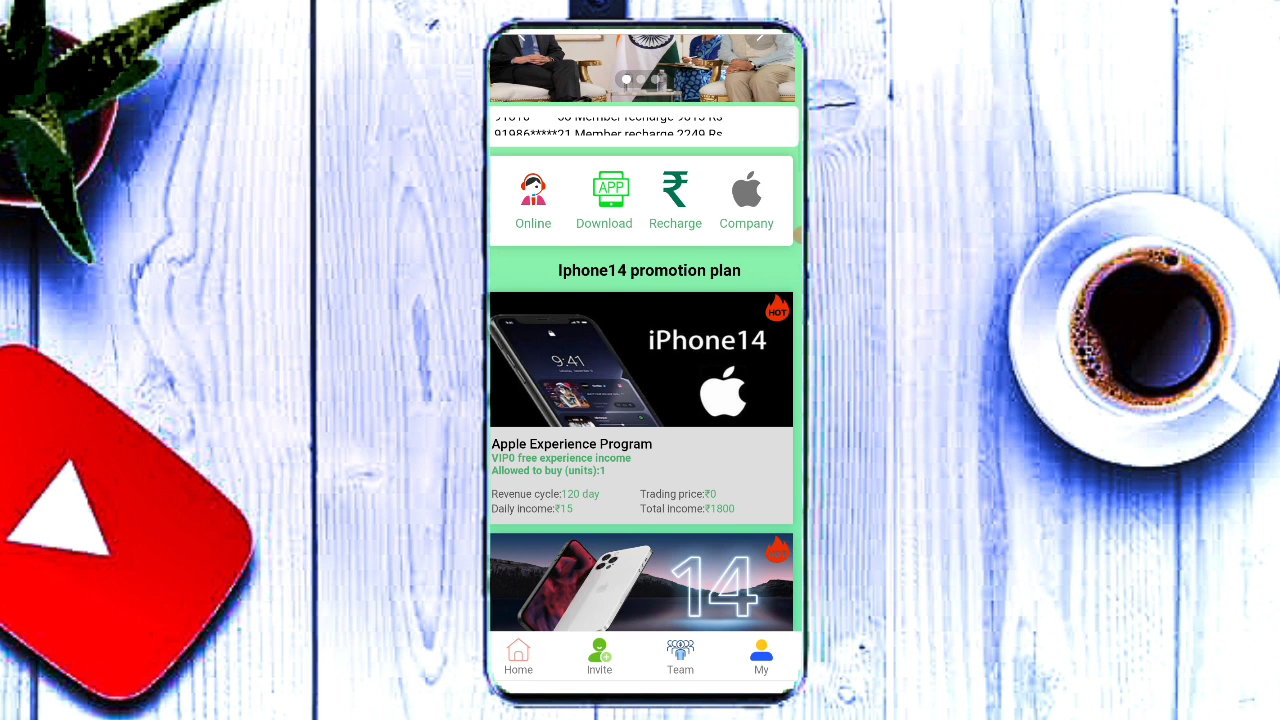 91986*****21 Member recharge 2249 Rs
APP
Online
Download
Recharge
Company
Iphone14 promotion plan
HOT
iPhone14
9:41
Apple Experience Program
VIP0 free experience income
Allowed to buy (units):1
Revenue cycle:120 day
Trading price:₹0
Daily income:₹15
Total income:₹1800
HOT
14
Home
Invite
Team
My